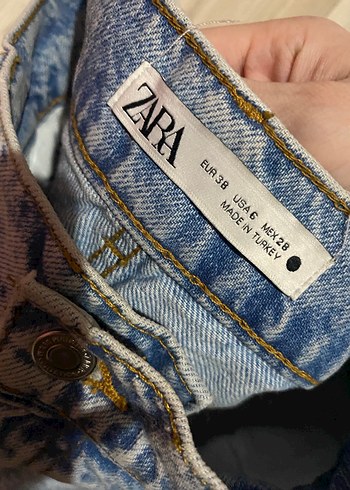 ZARA
EUR 38 USA 6 MEX 28
MADE IN TURKEY